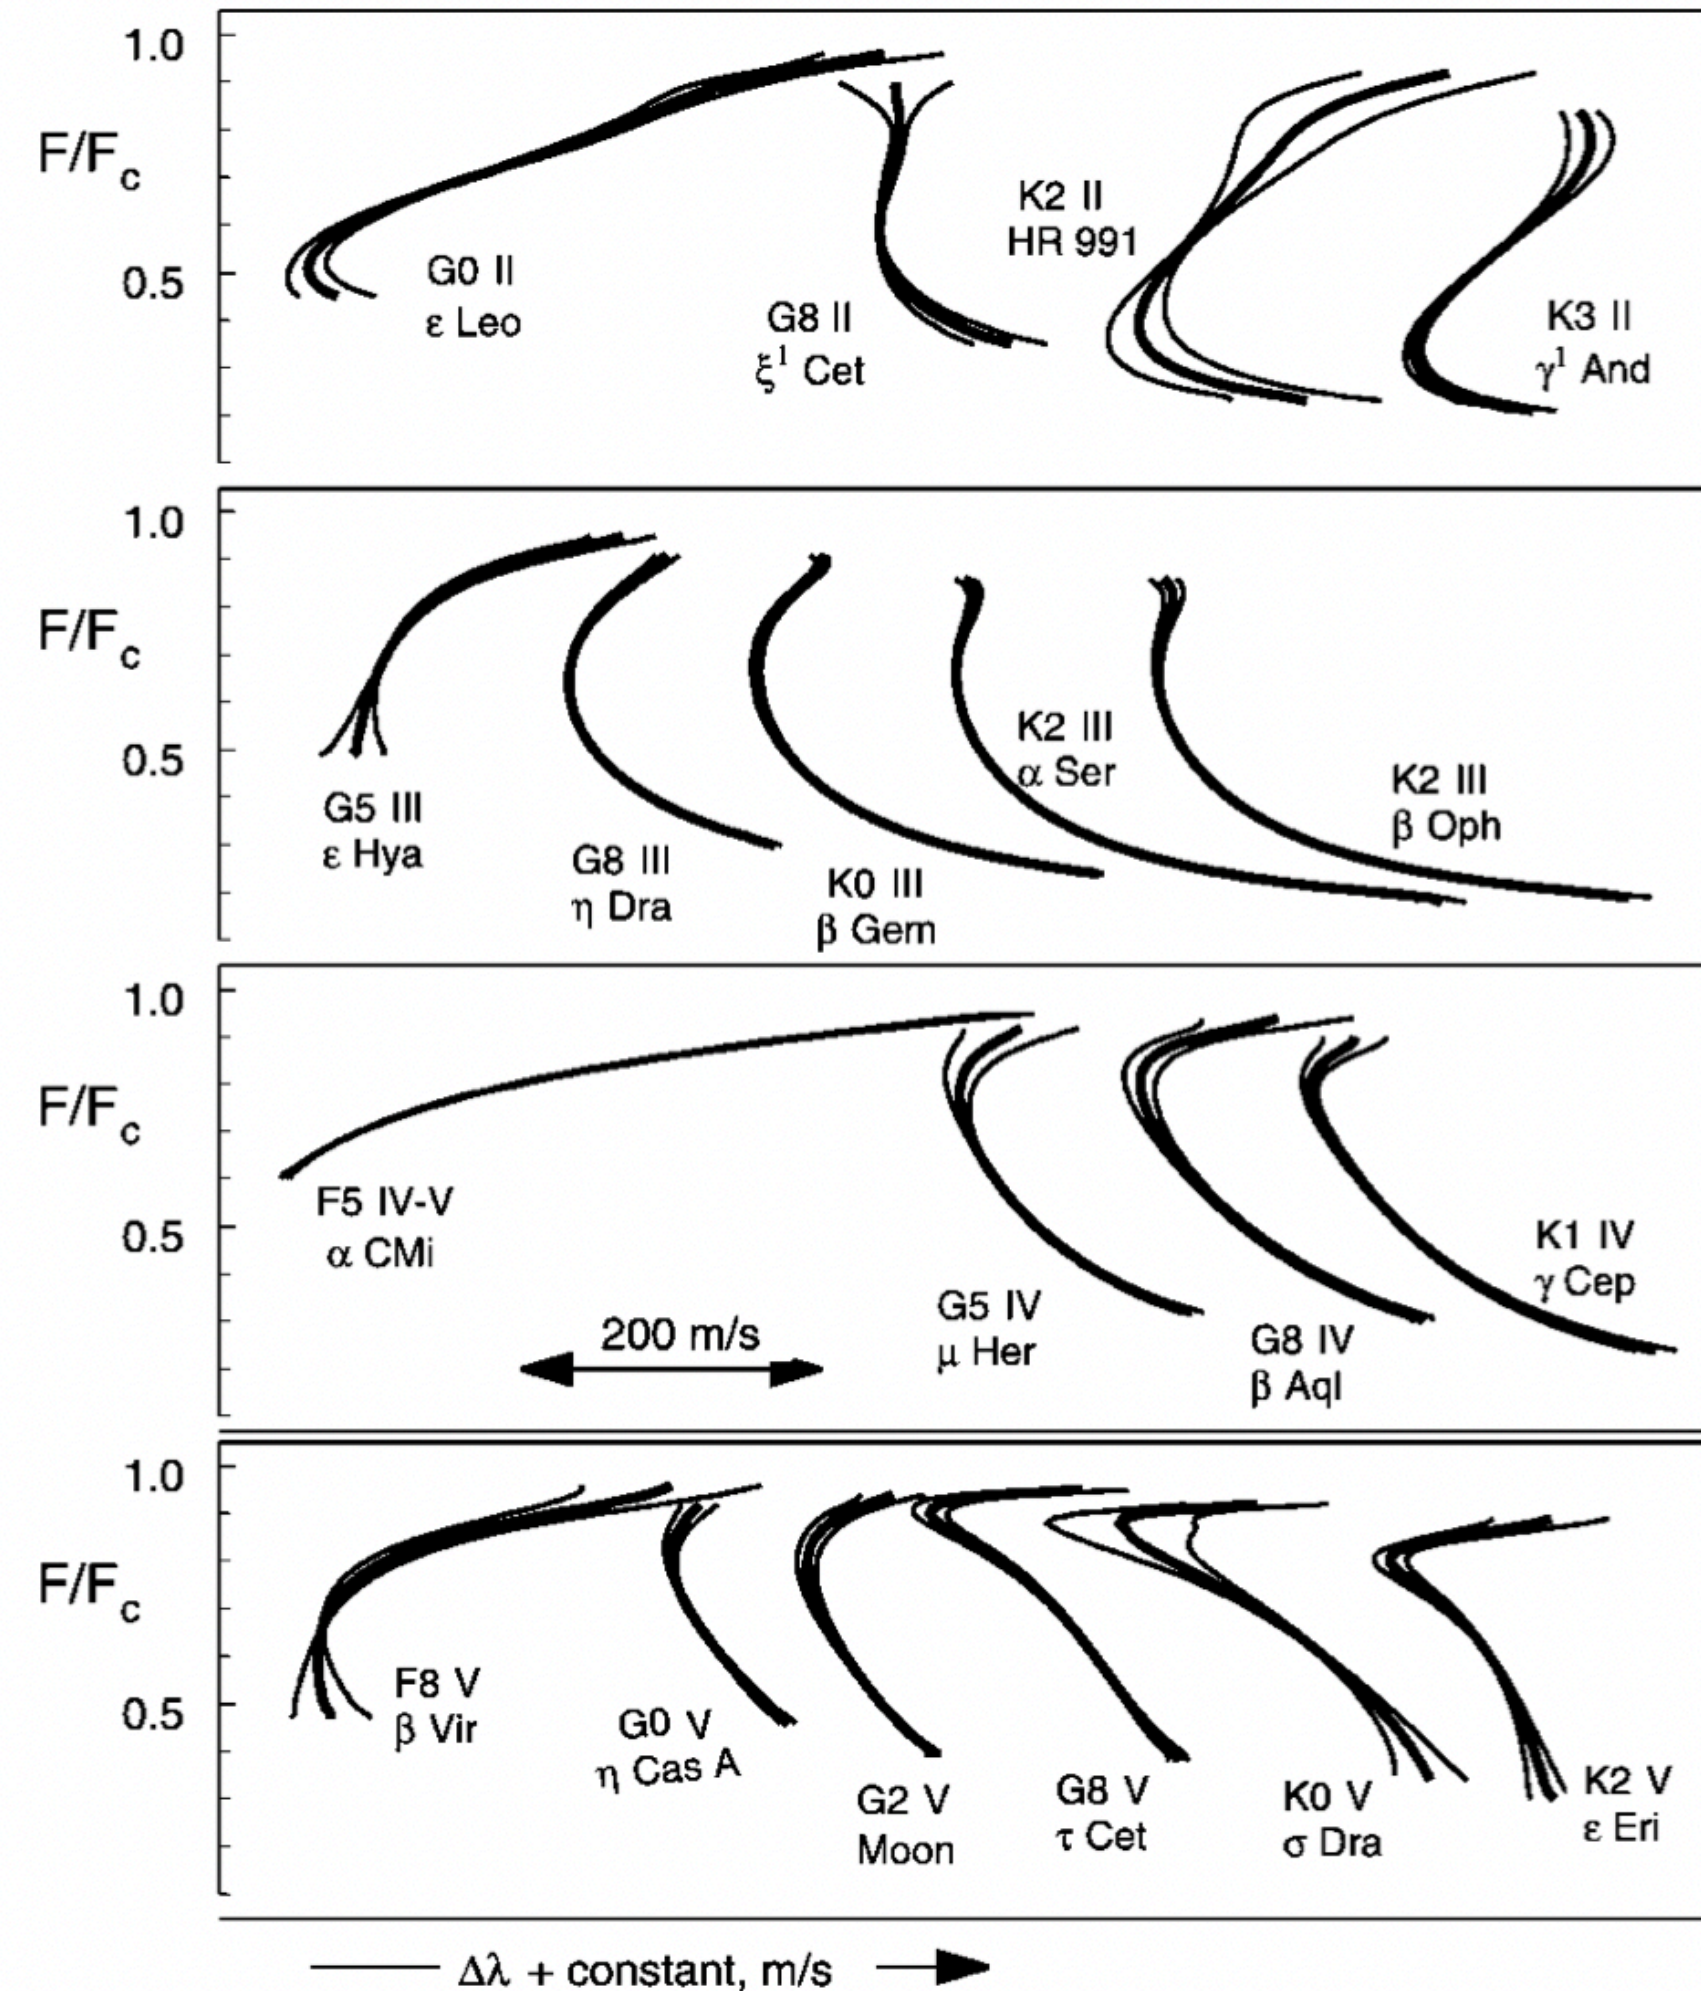 1.0
F/Fc
0.5
G0 II
ε Leo
G8 II
ξ¹ Cet
K2 II
HR 991
K3 II
γ¹ And
1.0
F/Fc
0.5
G5 III
ε Hya
G8 III
η Dra
K0 III
β Gem
K2 III
α Ser
K2 III
β Oph
1.0
F/Fc
0.5
F5 IV-V
α CMi
200 m/s
G5 IV
μ Her
G8 IV
β Aql
K1 IV
γ Cep
1.0
F/Fc
0.5
F8 V
β Vir
G0 V
η Cas A
G2 V
Moon
G8 V
τ Cet
K0 V
σ Dra
K2 V
ε Eri
Δλ + constant, m/s